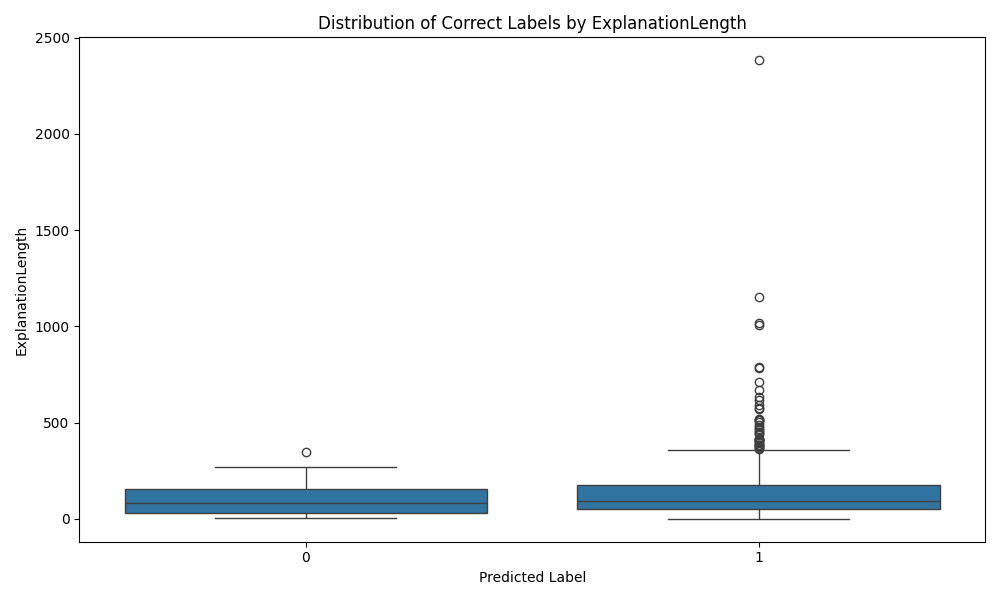 Distribution of Correct Labels by ExplanationLength
2500
2000
1500
1000
500
0
ExplanationLength
0 1
Predicted Label